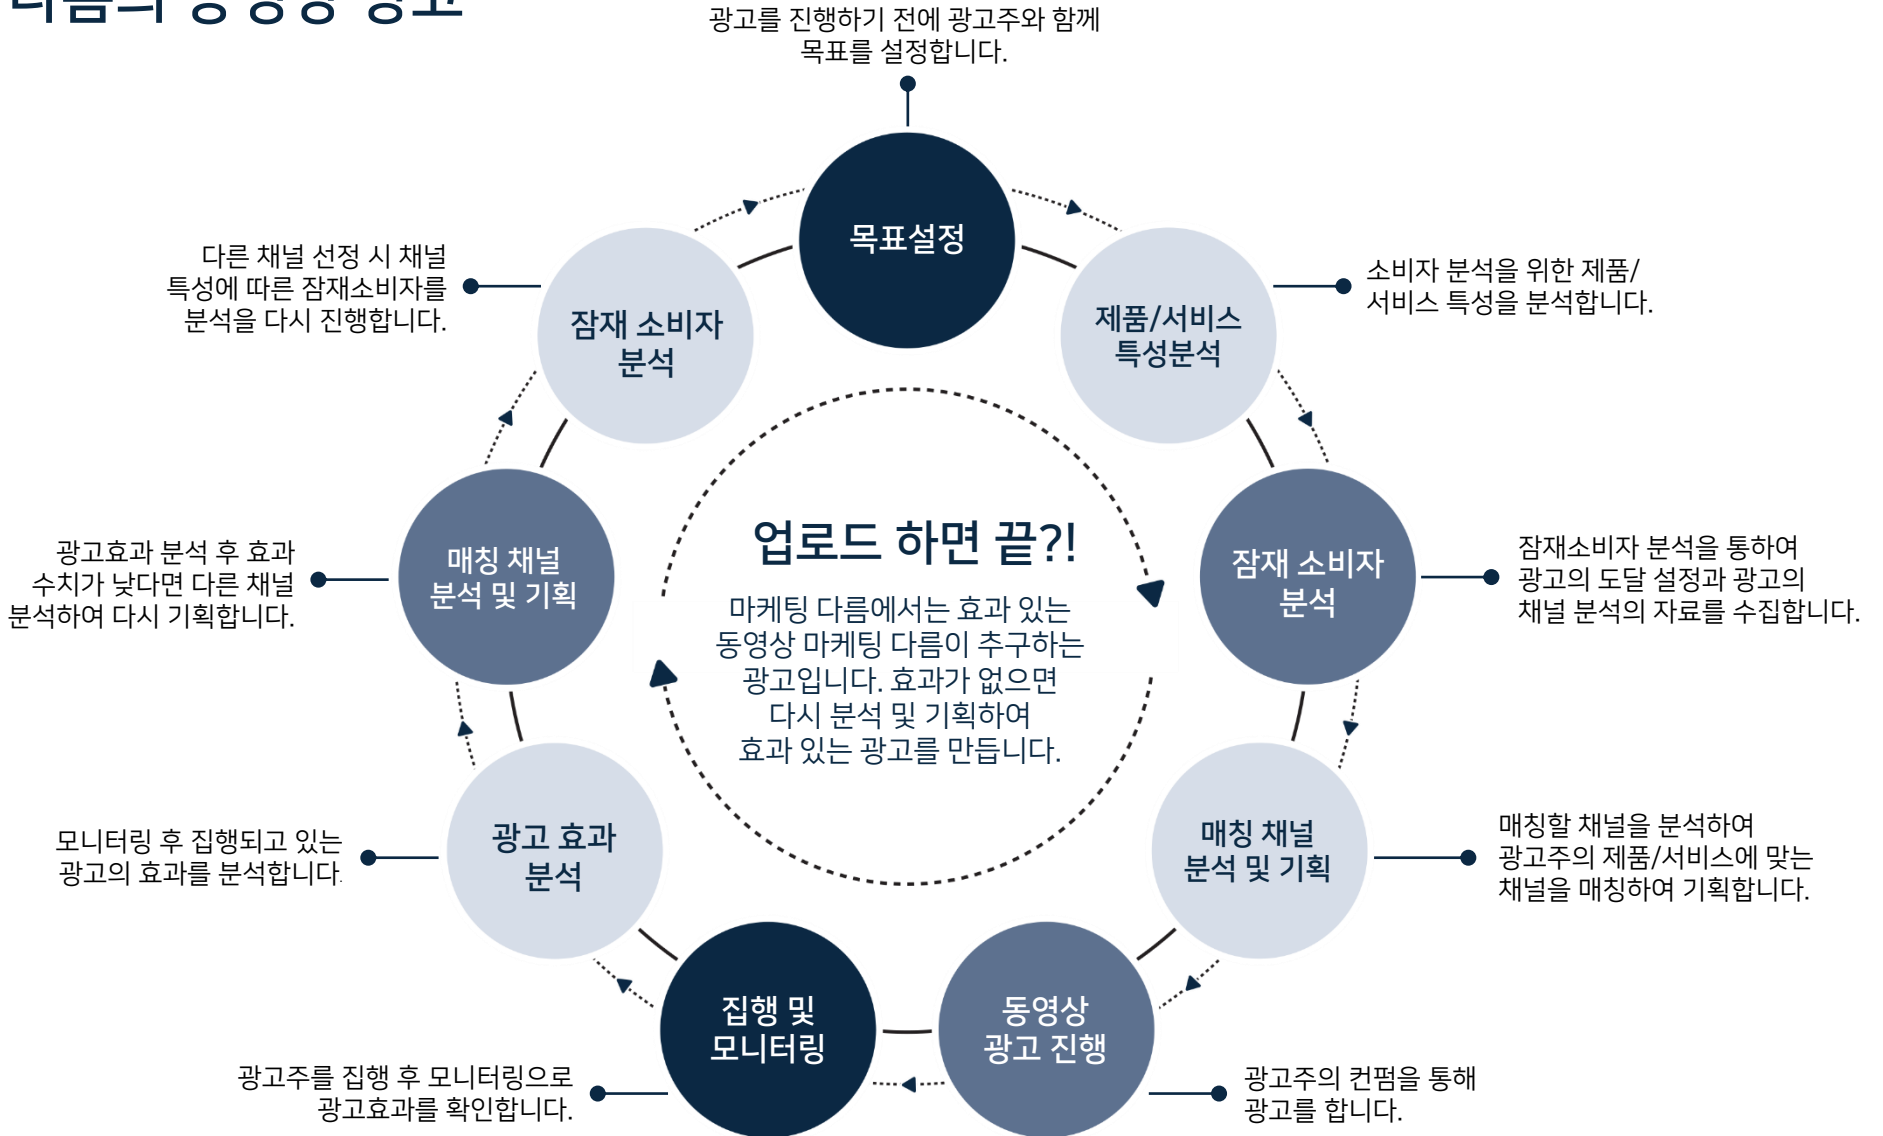 다름의 동영상 광고
광고를 진행하기 전에 광고주와 함께
목표를 설정합니다.
목표설정
제품/서비스
특성분석
소비자 분석을 위한 제품/
서비스 특성을 분석합니다.
잠재 소비자
분석
잠재소비자 분석을 통하여
광고의 도달 설정과 광고의
채널 분석의 자료를 수집합니다.
매칭 채널
분석 및 기획
매칭할 채널을 분석하여
광고주의 제품/서비스에 맞는
채널을 매칭하여 기획합니다.
동영상
광고 진행
광고주의 컨펌을 통해
광고를 합니다.
집행 및
모니터링
광고주를 집행 후 모니터링으로
광고효과를 확인합니다.
광고 효과
분석
모니터링 후 집행되고 있는
광고의 효과를 분석합니다.
매칭 채널
분석 및 기획
광고효과 분석 후 효과
수치가 낮다면 다른 채널
분석하여 다시 기획합니다.
잠재 소비자
분석
다른 채널 선정 시 채널
특성에 따른 잠재소비자를
분석을 다시 진행합니다.
업로드 하면 끝?!
마케팅 다름에서는 효과 있는
동영상 마케팅 다름이 추구하는
광고입니다. 효과가 없으면
다시 분석 및 기획하여
효과 있는 광고를 만듭니다.